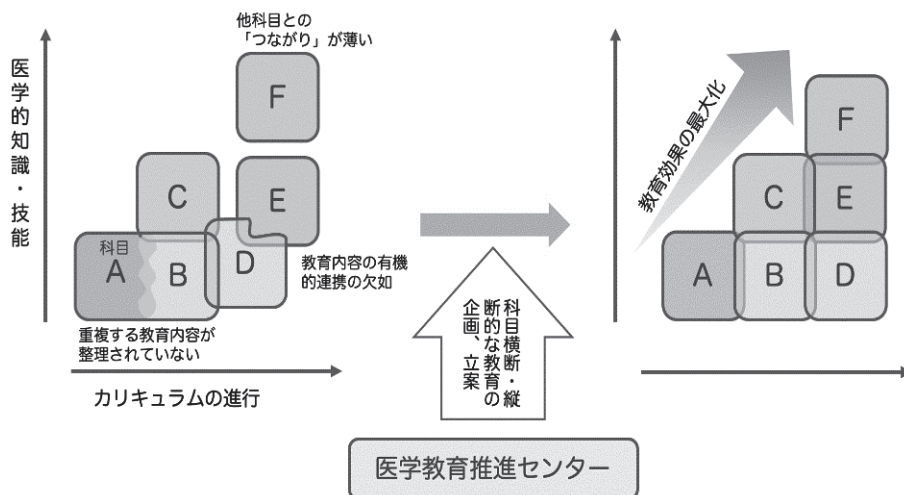 他科目との
「つながり」が薄い
医学的知識・技能
F
C
E
科目
A
B
D
教育内容の有機
的連携の欠如
重複する教育内容が
整理されていない
カリキュラムの進行
科目横断・縦
断的な教育の
企画、立案
医学教育推進センター
教育効果の最大化
F
C
E
A
B
D